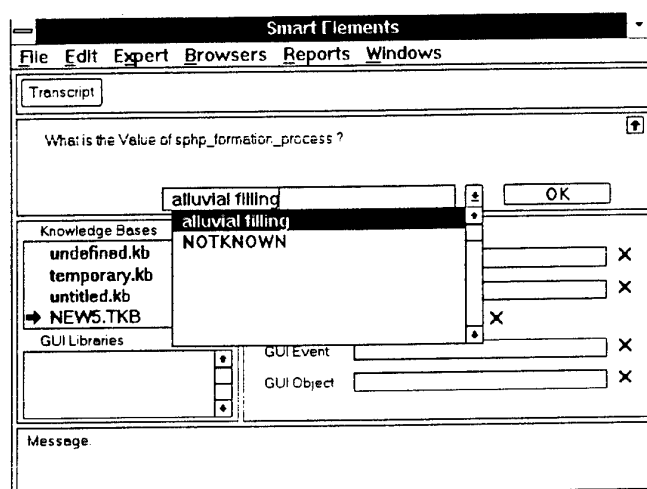 Smart Elements
File Edit Expert Browsers Reports Windows
Transcript
What is the Value of sphp_formation_process ?
alluvial filling
OK
alluvial filling
NOTKNOWN
Knowledge Bases
undefined.kb
temporary.kb
untitled.kb
NEW5.TKB
GUI Libraries
GUI Event
GUI Object
Message.